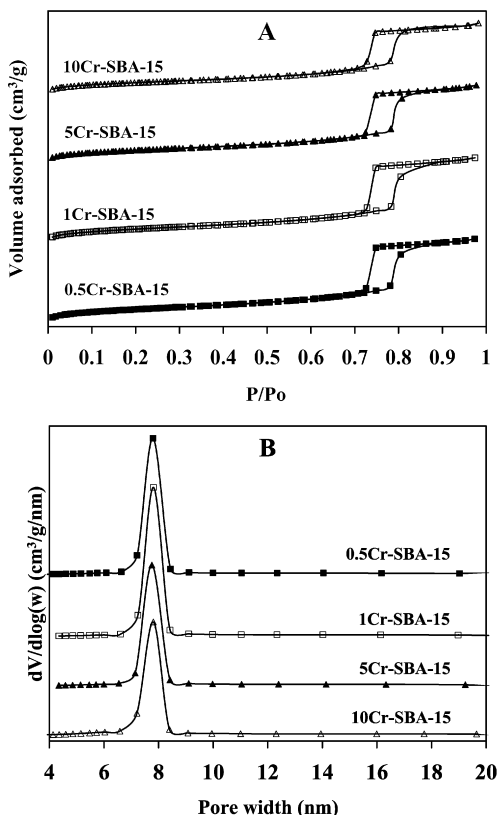 A
10Cr-SBA-15
5Cr-SBA-15
1Cr-SBA-15
0.5Cr-SBA-15
Volume adsorbed (cm³/g)
0 0.1 0.2 0.3 0.4 0.5 0.6 0.7 0.8 0.9 1
P/Po
B
0.5Cr-SBA-15
1Cr-SBA-15
5Cr-SBA-15
10Cr-SBA-15
dV/dlog(w) (cm³/g/nm)
4 6 8 10 12 14 16 18 20
Pore width (nm)